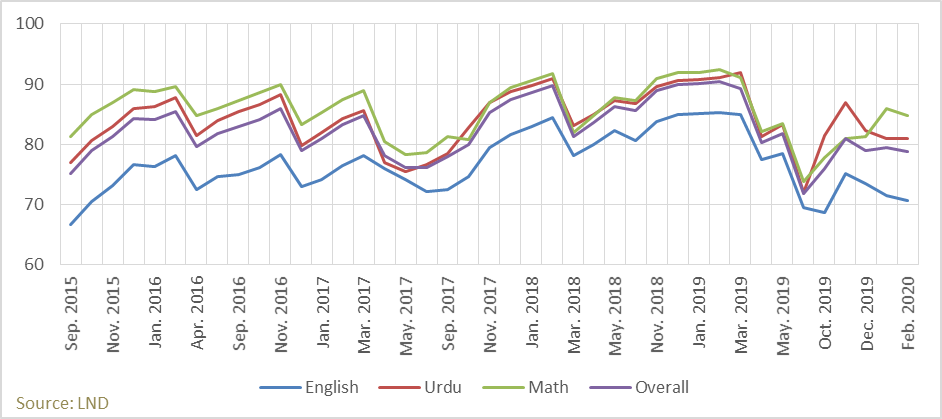 100
90
80
70
60
Sep. 2015
Nov. 2015
Jan. 2016
Apr. 2016
Sep. 2016
Nov. 2016
Jan. 2017
Mar. 2017
May. 2017
Sep. 2017
Nov. 2017
Jan. 2018
Mar. 2018
May. 2018
Nov. 2018
Jan. 2019
Mar. 2019
May. 2019
Oct. 2019
Dec. 2019
Feb. 2020
English Urdu Math Overall
Source: LND